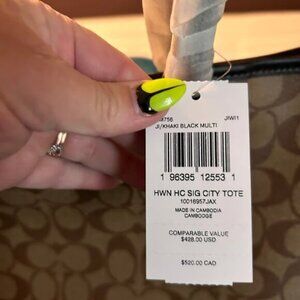 JIWI1
JI/KHAKI BLACK MULTI
1 96395 12553 1
HWN HC SIG CITY TOTE
10016957JAX
MADE IN CAMBODIA
CAMBODGE
COMPARABLE VALUE
$428.00 USD
$520.00 CAD